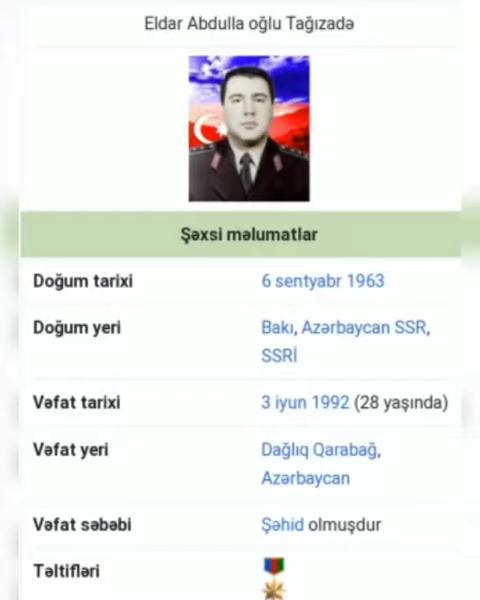 Eldar Abdulla oğlu Tağızadə
Şəxsi məlumatlar
Doğum tarixi 6 sentyabr 1963
Doğum yeri Bakı, Azərbaycan SSR,
SSRİ
Vəfat tarixi 3 iyun 1992 (28 yaşında)
Vəfat yeri Dağlıq Qarabağ,
Azərbaycan
Vəfat səbəbi Şəhid olmuşdur
Təltifləri